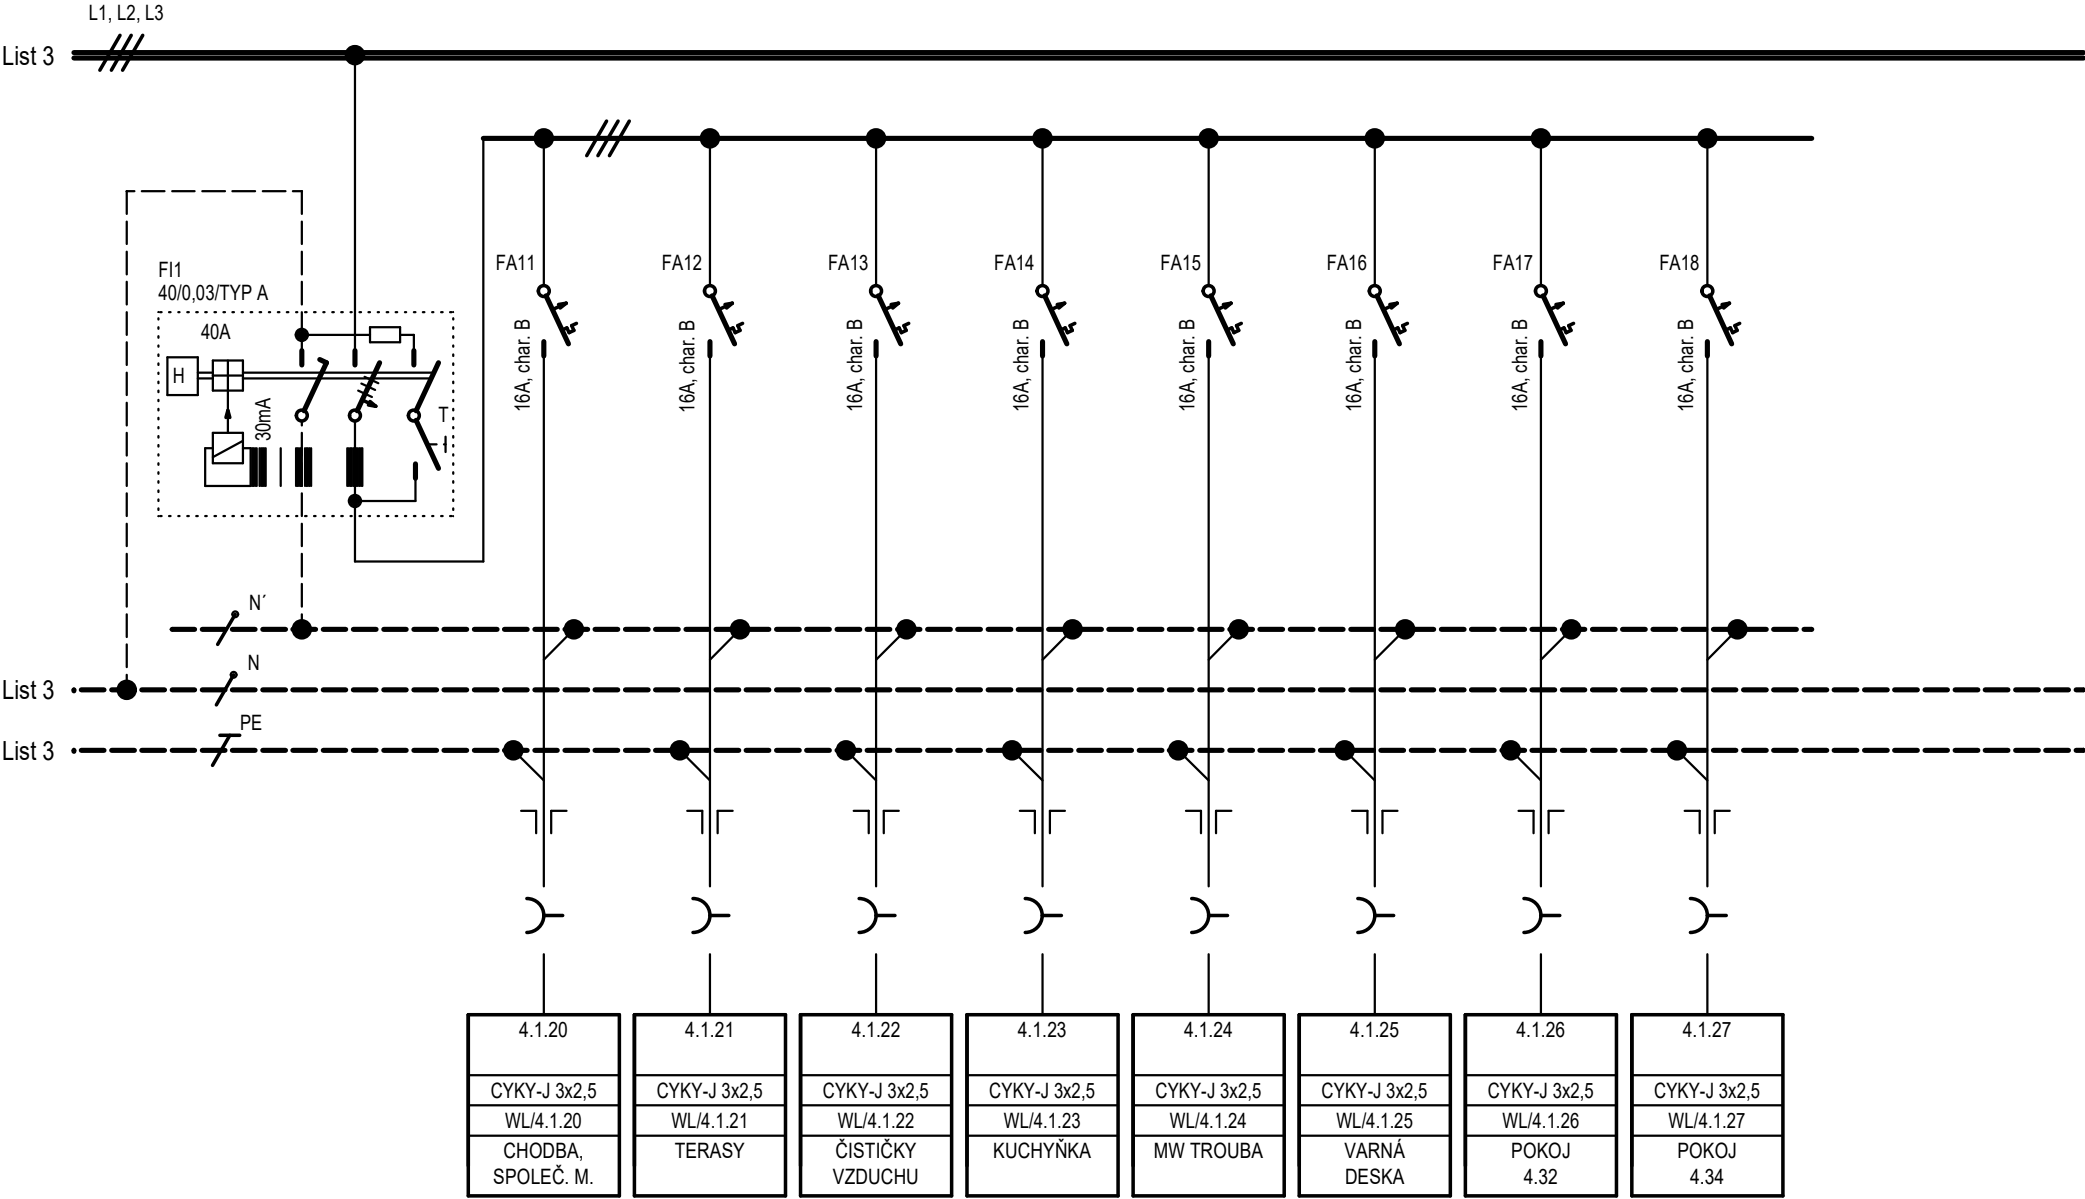 L1, L2, L3
List 3
FI1
40/0,03/TYP A
40A
H
30mA
T
FA11
FA12
FA13
FA14
FA15
FA16
FA17
FA18
16A, char. B
16A, char. B
16A, char. B
16A, char. B
16A, char. B
16A, char. B
16A, char. B
16A, char. B
N´
N
List 3
PE
List 3
4.1.20
CYKY-J 3x2,5
WL/4.1.20
CHODBA,
SPOLEČ. M.
4.1.21
CYKY-J 3x2,5
WL/4.1.21
TERASY
4.1.22
CYKY-J 3x2,5
WL/4.1.22
ČISTIČKY
VZDUCHU
4.1.23
CYKY-J 3x2,5
WL/4.1.23
KUCHYŇKA
4.1.24
CYKY-J 3x2,5
WL/4.1.24
MW TROUBA
4.1.25
CYKY-J 3x2,5
WL/4.1.25
VARNÁ
DESKA
4.1.26
CYKY-J 3x2,5
WL/4.1.26
POKOJ
4.32
4.1.27
CYKY-J 3x2,5
WL/4.1.27
POKOJ
4.34